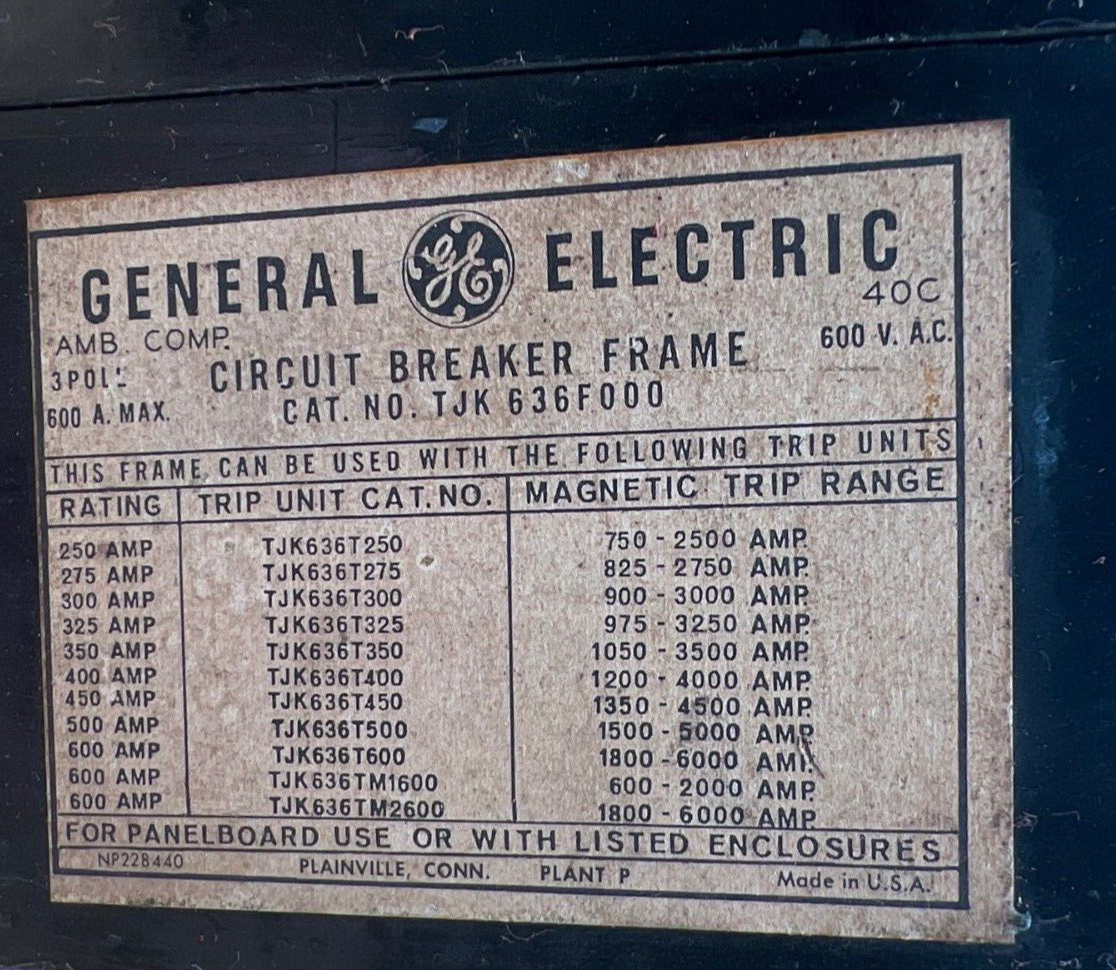 GENERAL GE ELECTRIC
40C
AMB. COMP.
600 V. A.C.
3 POLE CIRCUIT BREAKER FRAME
600 A. MAX. CAT. NO. TJK 636F000
THIS FRAME CAN BE USED WITH THE FOLLOWING TRIP UNITS
RATING TRIP UNIT CAT. NO. MAGNETIC TRIP RANGE
250 AMP TJK636T250 750 - 2500 AMP.
275 AMP TJK636T275 825 - 2750 AMP.
300 AMP TJK636T300 900 - 3000 AMP.
325 AMP TJK636T325 975 - 3250 AMP.
350 AMP TJK636T350 1050 - 3500 AMP.
400 AMP TJK636T400 1200 - 4000 AMP.
450 AMP TJK636T450 1350 - 4500 AMP.
500 AMP TJK636T500 1500 - 5000 AMP.
600 AMP TJK636T600 1800 - 6000 AMP.
600 AMP TJK636TM1600 600 - 2000 AMP.
600 AMP TJK636TM2600 1800 - 6000 AMP.
FOR PANELBOARD USE OR WITH LISTED ENCLOSURES
NP228440 PLAINVILLE, CONN. PLANT P Made in U.S.A.